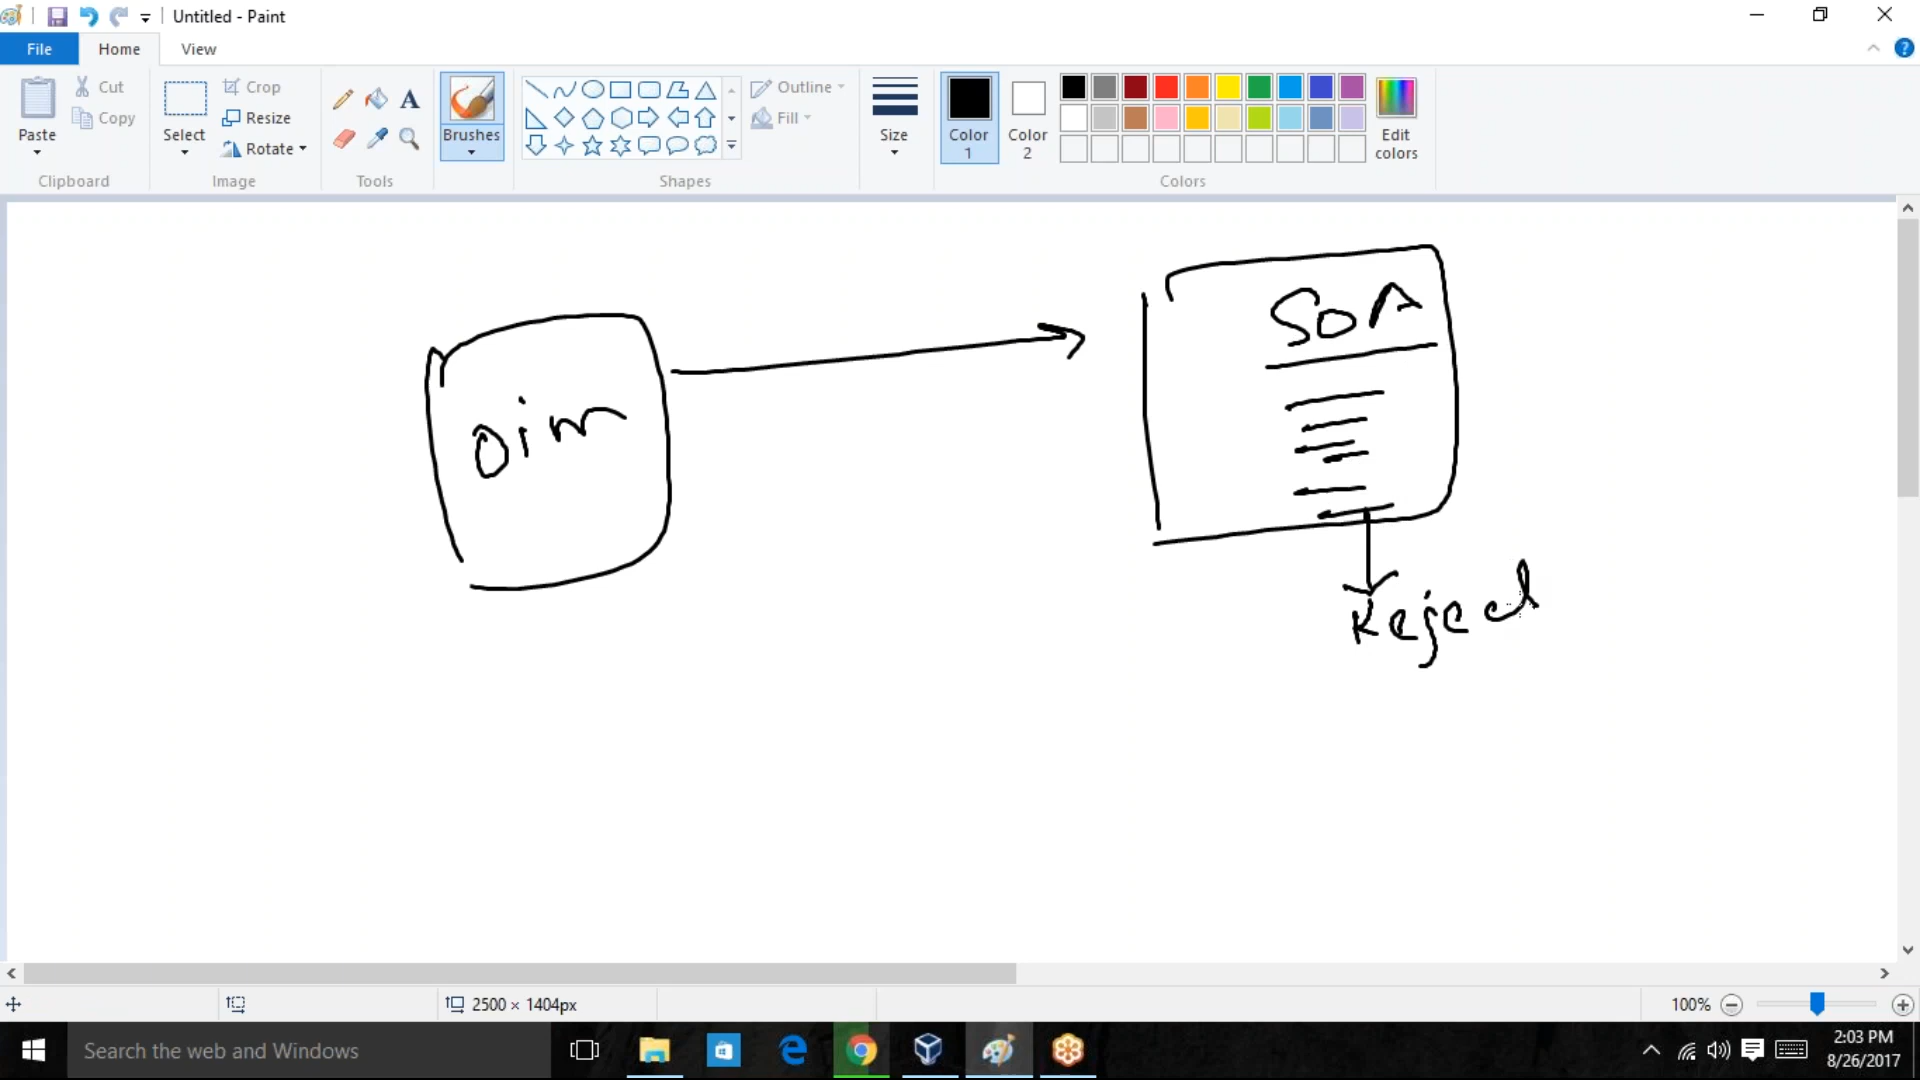 Untitled - Paint
File Home View
Paste
Cut
Copy
Clipboard
Select
Crop
Resize
Rotate
Image
Tools
Brushes
Shapes
Outline
Fill
Size
Color 1
Color 2
Edit colors
Colors
SOA
Oim
Reject
2500 × 1404px
100%
Search the web and Windows
2:03 PM
8/26/2017